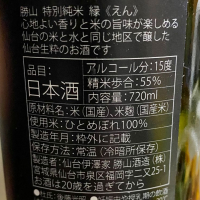 勝山 特別純米 縁《えん》
心地よい香りと米の旨味が楽しめる
仙台の米と水と同じ地区で醸した
仙台生粋のお酒です
日本酒
アルコール分:15度
精米歩合:55%
内容量:720ml
原材料名:米(国産)、米麹(国産米)
使用米:ひとめぼれ100%
製造年月:枠外に記載
保存方法:常温(冷暗所保存)
仙台伊澤家 勝山酒造(株)
宮城県仙台市泉区福岡字二又25-1
お酒は20歳を過ぎてから